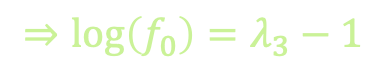 ⇒ log(f₀) = λ₃ − 1